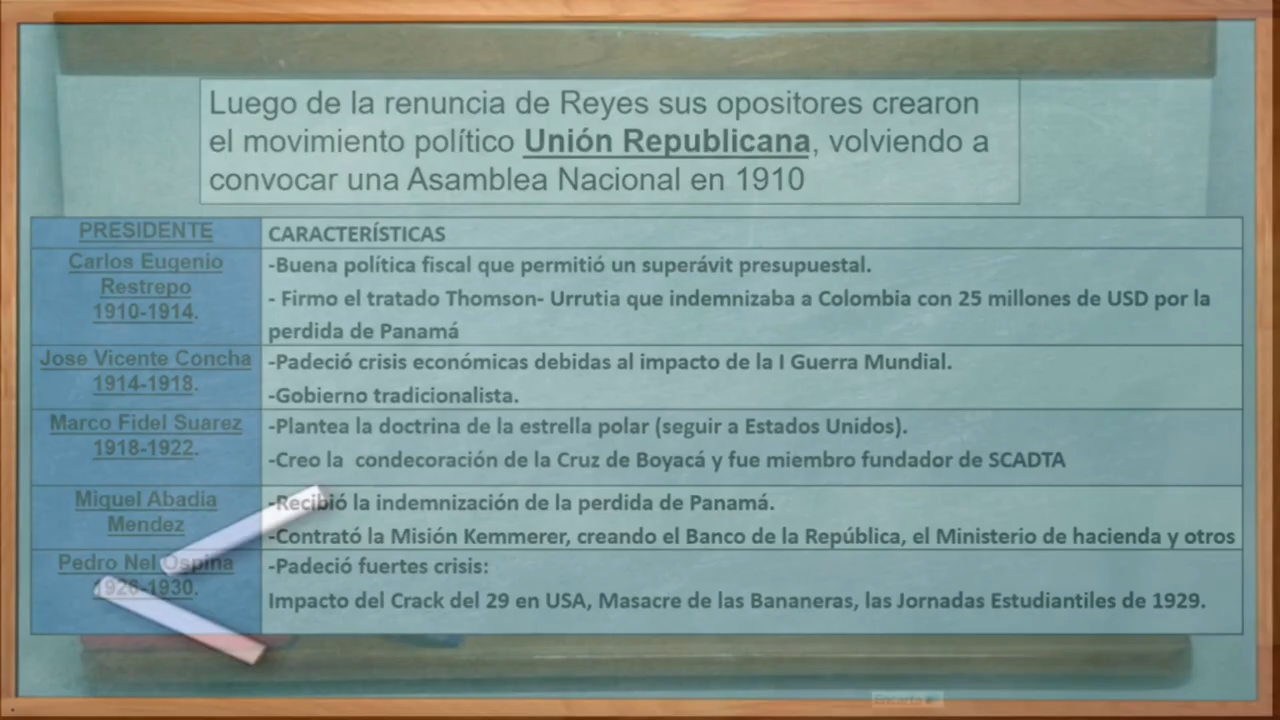 Luego de la renuncia de Reyes sus opositores crearon
el movimiento político Unión Republicana, volviendo a
convocar una Asamblea Nacional en 1910
PRESIDENTE
CARACTERÍSTICAS
Carlos Eugenio
Restrepo
1910-1914.
-Buena política fiscal que permitió un superávit presupuestal.
- Firmo el tratado Thomson- Urrutia que indemnizaba a Colombia con 25 millones de USD por la
perdida de Panamá
Jose Vicente Concha
1914-1918.
-Padeció crisis económicas debidas al impacto de la I Guerra Mundial.
-Gobierno tradicionalista.
Marco Fidel Suarez
1918-1922.
-Plantea la doctrina de la estrella polar (seguir a Estados Unidos).
-Creo la condecoración de la Cruz de Boyacá y fue miembro fundador de SCADTA
Miguel Abadia
Mendez
-Recibió la indemnización de la perdida de Panamá.
-Contrató la Misión Kemmerer, creando el Banco de la República, el Ministerio de hacienda y otros
Pedro Nel Ospina
1926-1930.
-Padeció fuertes crisis:
Impacto del Crack del 29 en USA, Masacre de las Bananeras, las Jornadas Estudiantiles de 1929.
Encarta